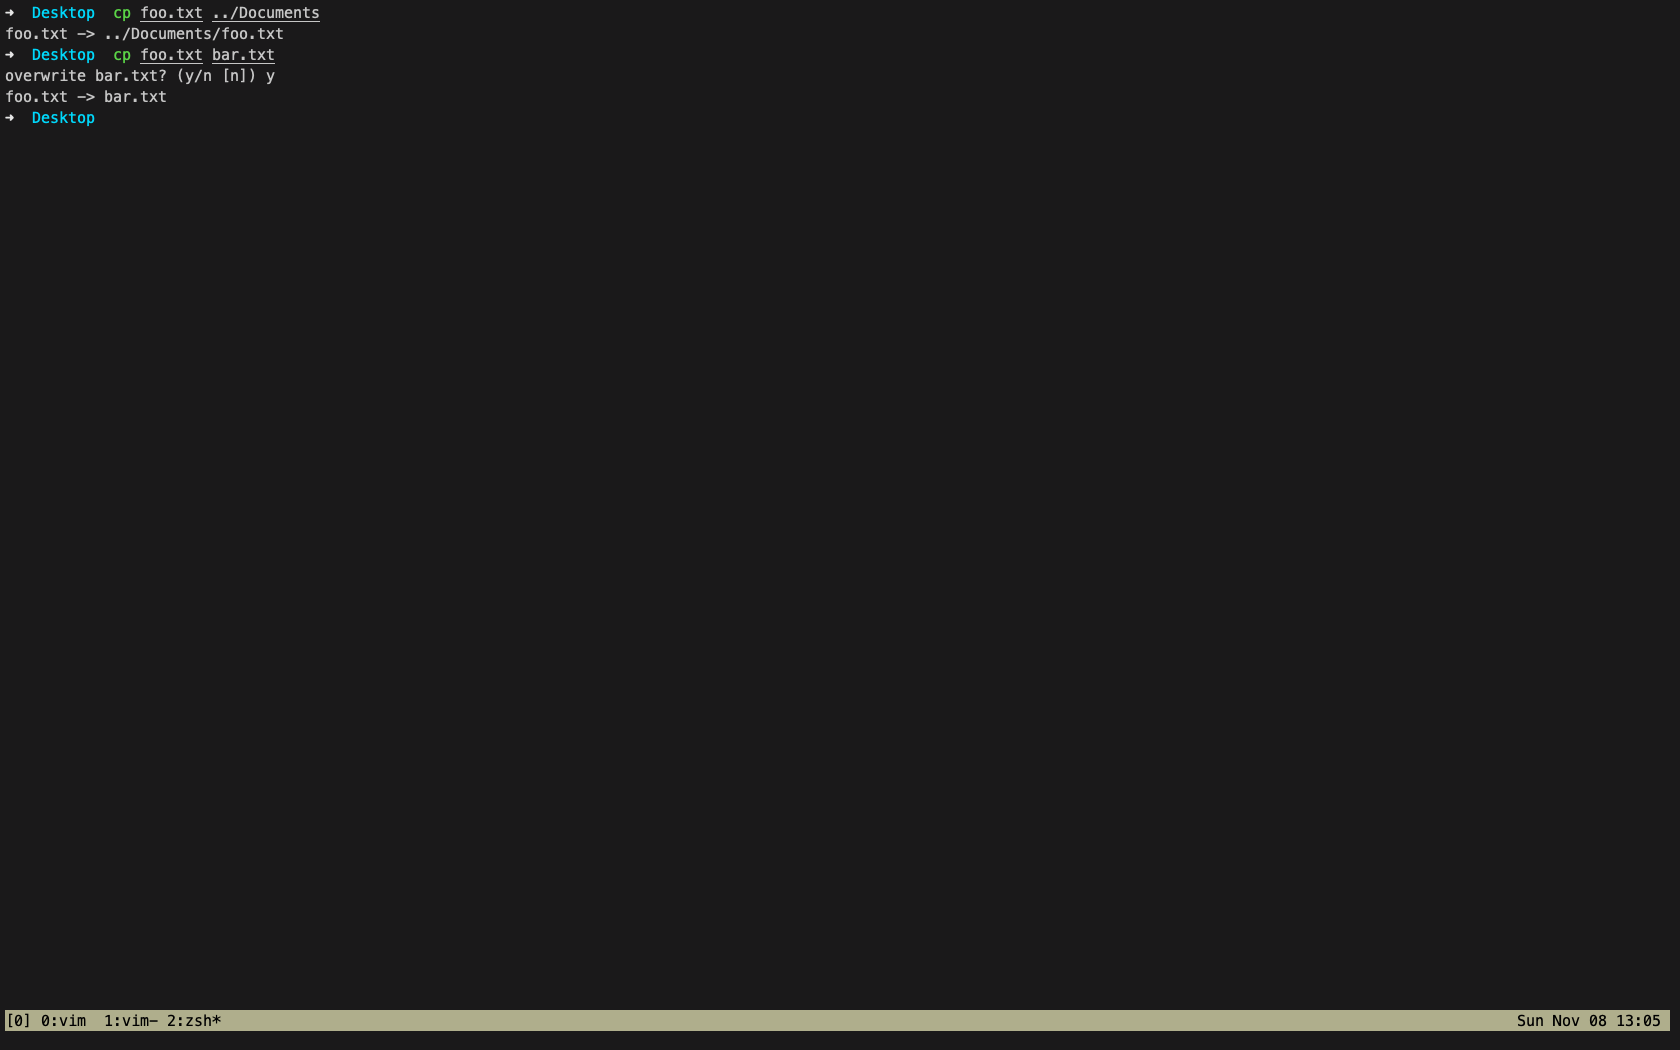 ➜  Desktop  cp foo.txt ../Documents
foo.txt -> ../Documents/foo.txt
➜  Desktop  cp foo.txt bar.txt
overwrite bar.txt? (y/n [n]) y
foo.txt -> bar.txt
➜  Desktop
[0] 0:vim  1:vim- 2:zsh* Sun Nov 08 13:05